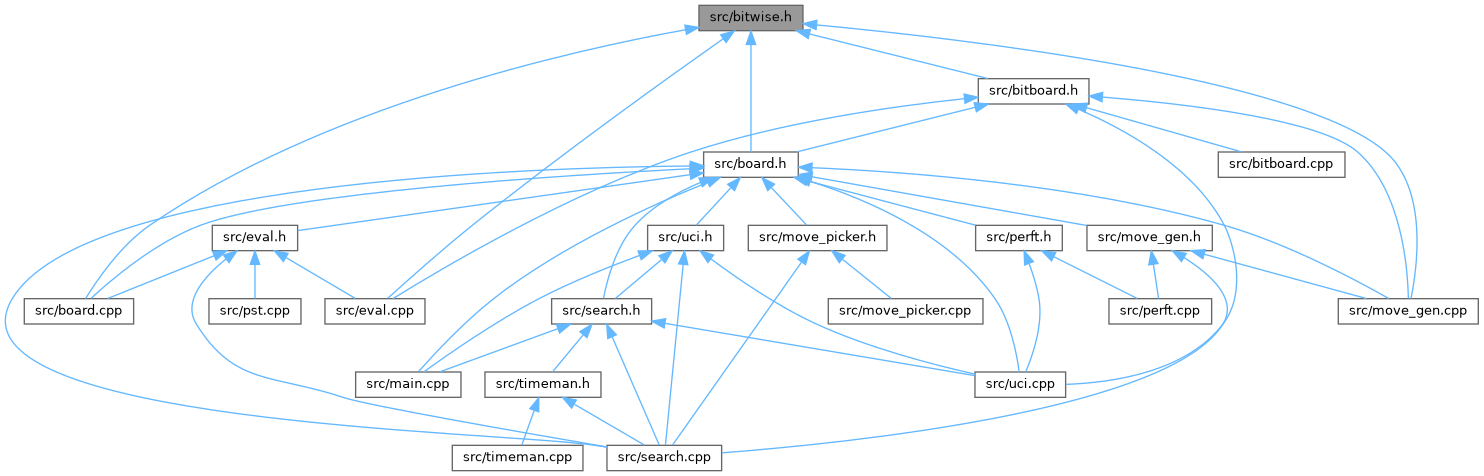 src/bitwise.h
src/bitboard.h
src/board.h
src/bitboard.cpp
src/eval.h
src/uci.h
src/move_picker.h
src/perft.h
src/move_gen.h
src/board.cpp
src/pst.cpp
src/eval.cpp
src/search.h
src/move_picker.cpp
src/perft.cpp
src/move_gen.cpp
src/main.cpp
src/timeman.h
src/uci.cpp
src/timeman.cpp
src/search.cpp